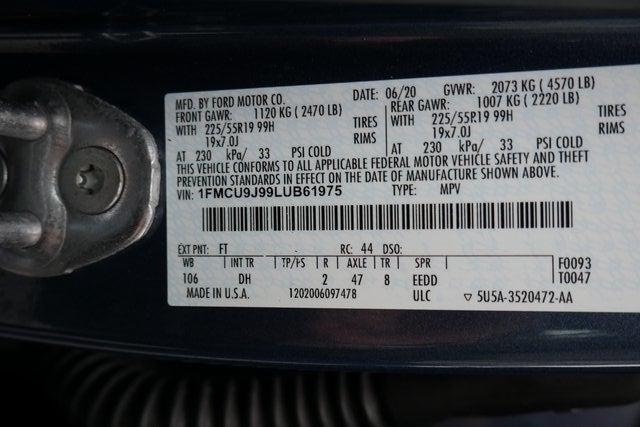 MFD. BY FORD MOTOR CO. DATE: 06/20 GVWR: 2073 KG ( 4570 LB)
FRONT GAWR: 1120 KG ( 2470 LB) REAR GAWR: 1007 KG ( 2220 LB)
WITH 225/55R19 99H TIRES WITH 225/55R19 99H TIRES
19x7.0J RIMS 19x7.0J RIMS
AT 230 kPa/ 33 PSI COLD AT 230 kPa/ 33 PSI COLD
THIS VEHICLE CONFORMS TO ALL APPLICABLE FEDERAL MOTOR VEHICLE SAFETY AND THEFT
PREVENTION STANDARDS IN EFFECT ON THE DATE OF MANUFACTURE SHOWN ABOVE.
VIN: 1FMCU9J99LUB61975 TYPE: MPV
EXT PNT: FT - RC: 44 DSO:
WB INT TR TP/PS R AXLE TR SPR F0093
106 DH 2 47 8 EEDD T0047
MADE IN U.S.A. 1202006097478 ULC ▽ 5U5A-3520472-AA